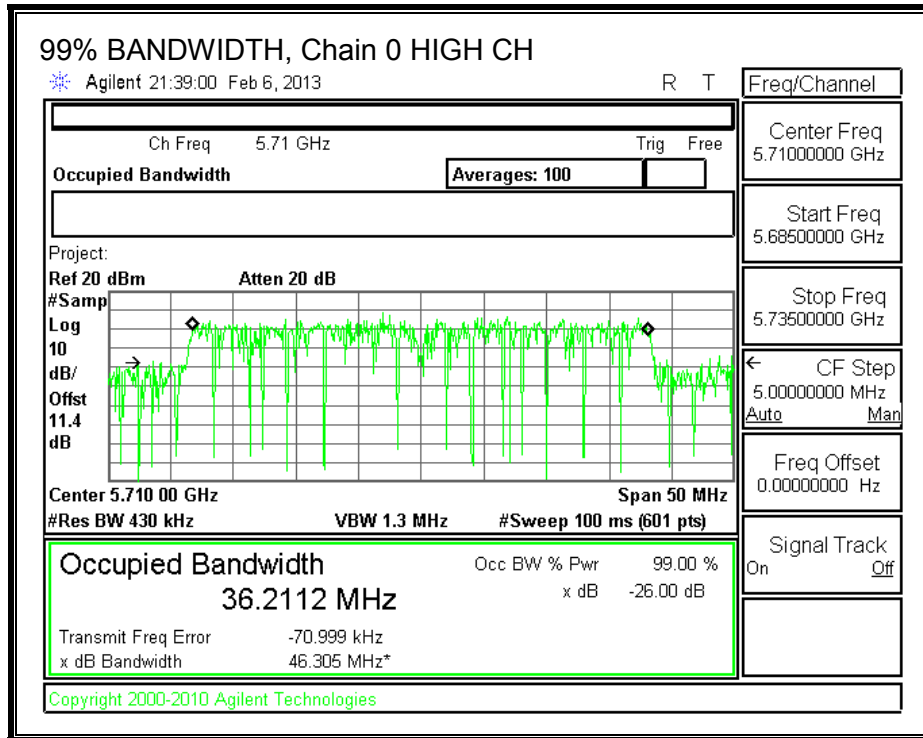 99% BANDWIDTH, Chain 0 HIGH CH
Agilent 21:39:00 Feb 6, 2013 R T
Freq/Channel
Ch Freq 5.71 GHz Trig Free
Occupied Bandwidth Averages: 100
Center Freq
5.71000000 GHz
Start Freq
5.68500000 GHz
Stop Freq
5.73500000 GHz
CF Step
5.00000000 MHz
Auto Man
Freq Offset
0.00000000 Hz
Signal Track
On Off
Project:
Ref 20 dBm Atten 20 dB
#Samp
Log
10
dB/
Offst
11.4
dB
Center 5.710 00 GHz Span 50 MHz
#Res BW 430 kHz VBW 1.3 MHz #Sweep 100 ms (601 pts)
Occupied Bandwidth Occ BW % Pwr 99.00 %
36.2112 MHz x dB -26.00 dB
Transmit Freq Error -70.999 kHz
x dB Bandwidth 46.305 MHz*
Copyright 2000-2010 Agilent Technologies